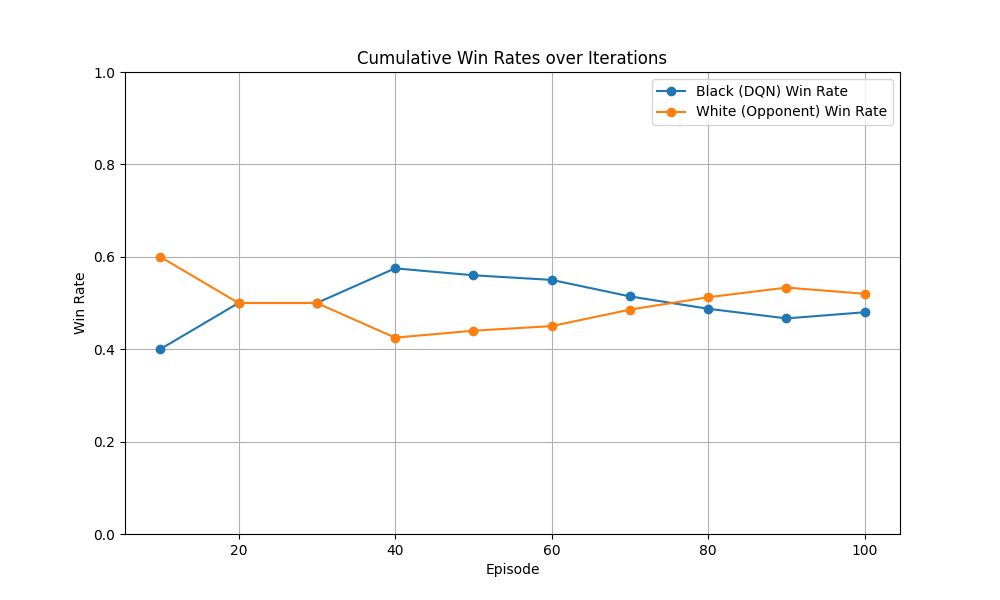 Cumulative Win Rates over Iterations
Black (DQN) Win Rate
White (Opponent) Win Rate
Win Rate
1.0
0.8
0.6
0.4
0.2
0.0
20 40 60 80 100
Episode